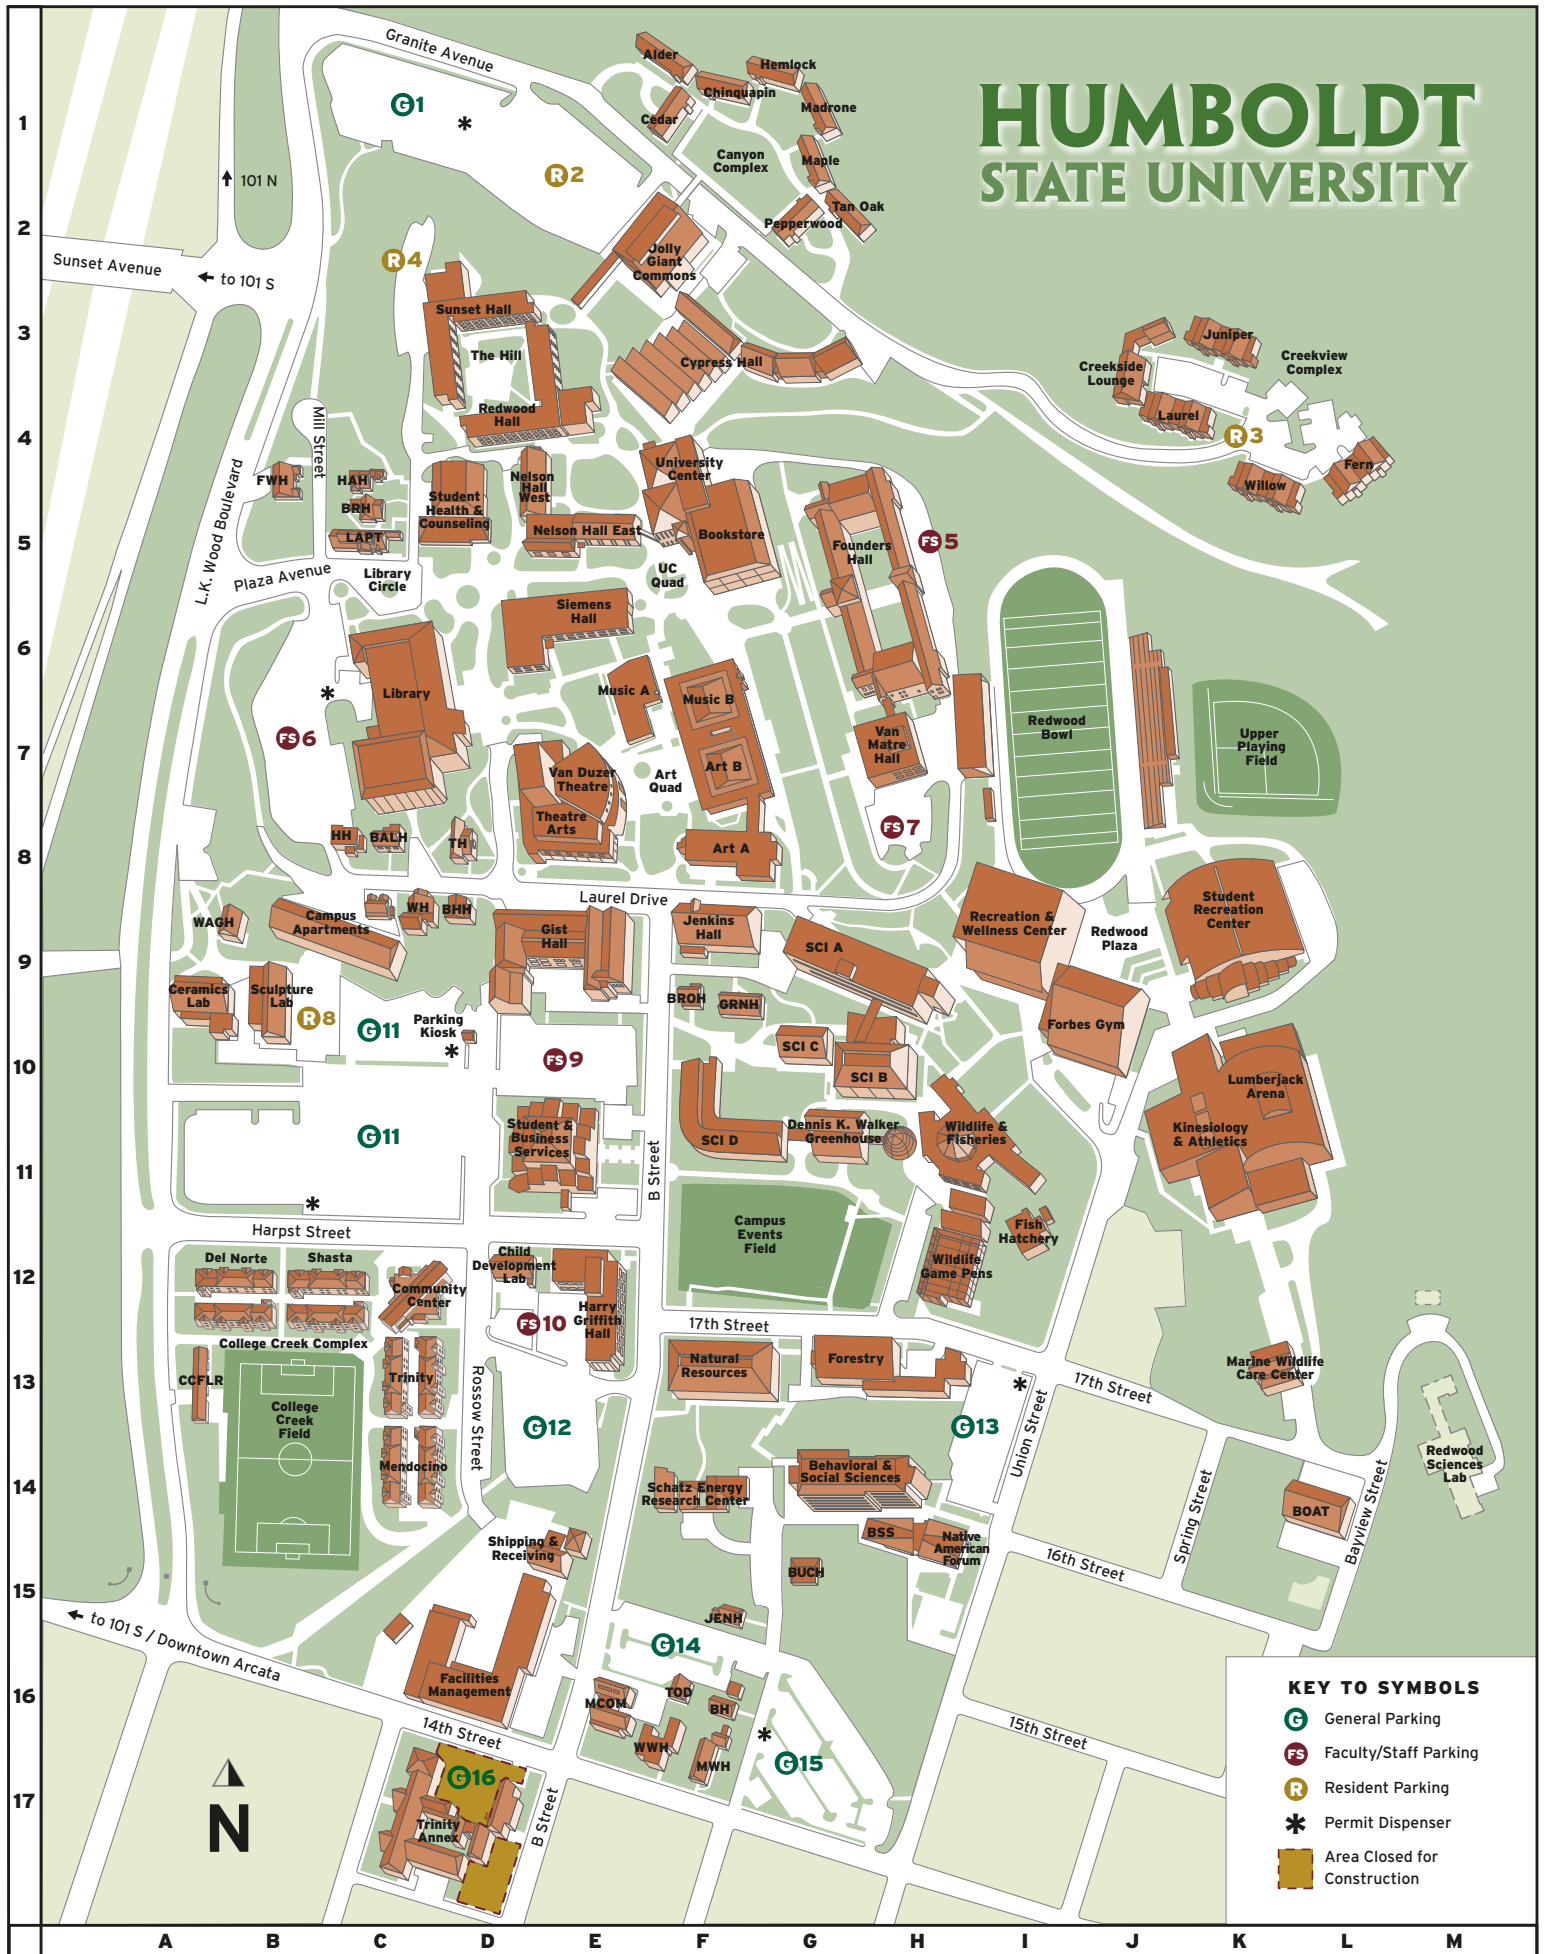 HUMBOLDT
STATE UNIVERSITY
Granite Avenue
Alder
Hemlock
Chinquapin
Madrone
Cedar
G1
1
*
Canyon
Complex
Maple
R2
101 N
Tan Oak
Pepperwood
2
Jolly
Giant
Commons
Sunset Avenue
to 101 S
R4
Sunset Hall
3
The Hill
Cypress Hall
Juniper
Creekside
Lounge
Creekview
Complex
Redwood
Hall
Laurel
R3
4
Mill Street
L.K. Wood Boulevard
FWH
HAH
BRH
LAPT
Student
Health &
Counseling
Nelson
Hall
West
Nelson Hall East
University
Center
Bookstore
Willow
Fern
5
Founders
Hall
FS5
Plaza Avenue
Library
Circle
UC
Quad
Siemens
Hall
6
Library
*
Music A
Music B
FS6
7
Van
Matre
Hall
Redwood
Bowl
Upper
Playing
Field
Van Duzer
Theatre
Art
Quad
Art B
Theatre
Arts
FS7
HH
BALH
TH
Art A
8
Laurel Drive
WAGH
Campus
Apartments
WH
BHH
Gist
Hall
Jenkins
Hall
SCI A
Recreation &
Wellness Center
Redwood
Plaza
Student
Recreation
Center
9
Ceramics
Lab
Sculpture
Lab
R8
G11
Parking
Kiosk
*
BROH
GRNH
Forbes Gym
SCI C
10
FS9
SCI B
Lumberjack
Arena
G11
Student &
Business
Services
SCI D
Dennis K. Walker
Greenhouse
Wildlife &
Fisheries
Kinesiology
& Athletics
11
B Street
*
Harpst Street
Campus
Events
Field
Fish
Hatchery
12
Del Norte
Shasta
Community
Center
Child
Development
Lab
Wildlife
Game Pens
FS10
Harry
Griffith
Hall
17th Street
College Creek Complex
13
CCFLR
Trinity
Rossow Street
Natural
Resources
Forestry
*
Marine Wildlife
Care Center
17th Street
College
Creek
Field
G12
G13
Union Street
Redwood
Sciences
Lab
14
Mendocino
Schatz Energy
Research Center
Behavioral &
Social Sciences
Spring Street
BOAT
Bayview Street
Shipping &
Receiving
BSS
Native
American
Forum
16th Street
15
BUCH
to 101 S / Downtown Arcata
JENH
G14
16
Facilities
Management
MCOM
TOD
BH
WWH
MWH
*
G15
15th Street
14th Street
N
17
G16
Trinity
Annex
B Street
KEY TO SYMBOLS
G General Parking
FS Faculty/Staff Parking
R Resident Parking
* Permit Dispenser
Area Closed for
Construction
A B C D E F G H I J K L M